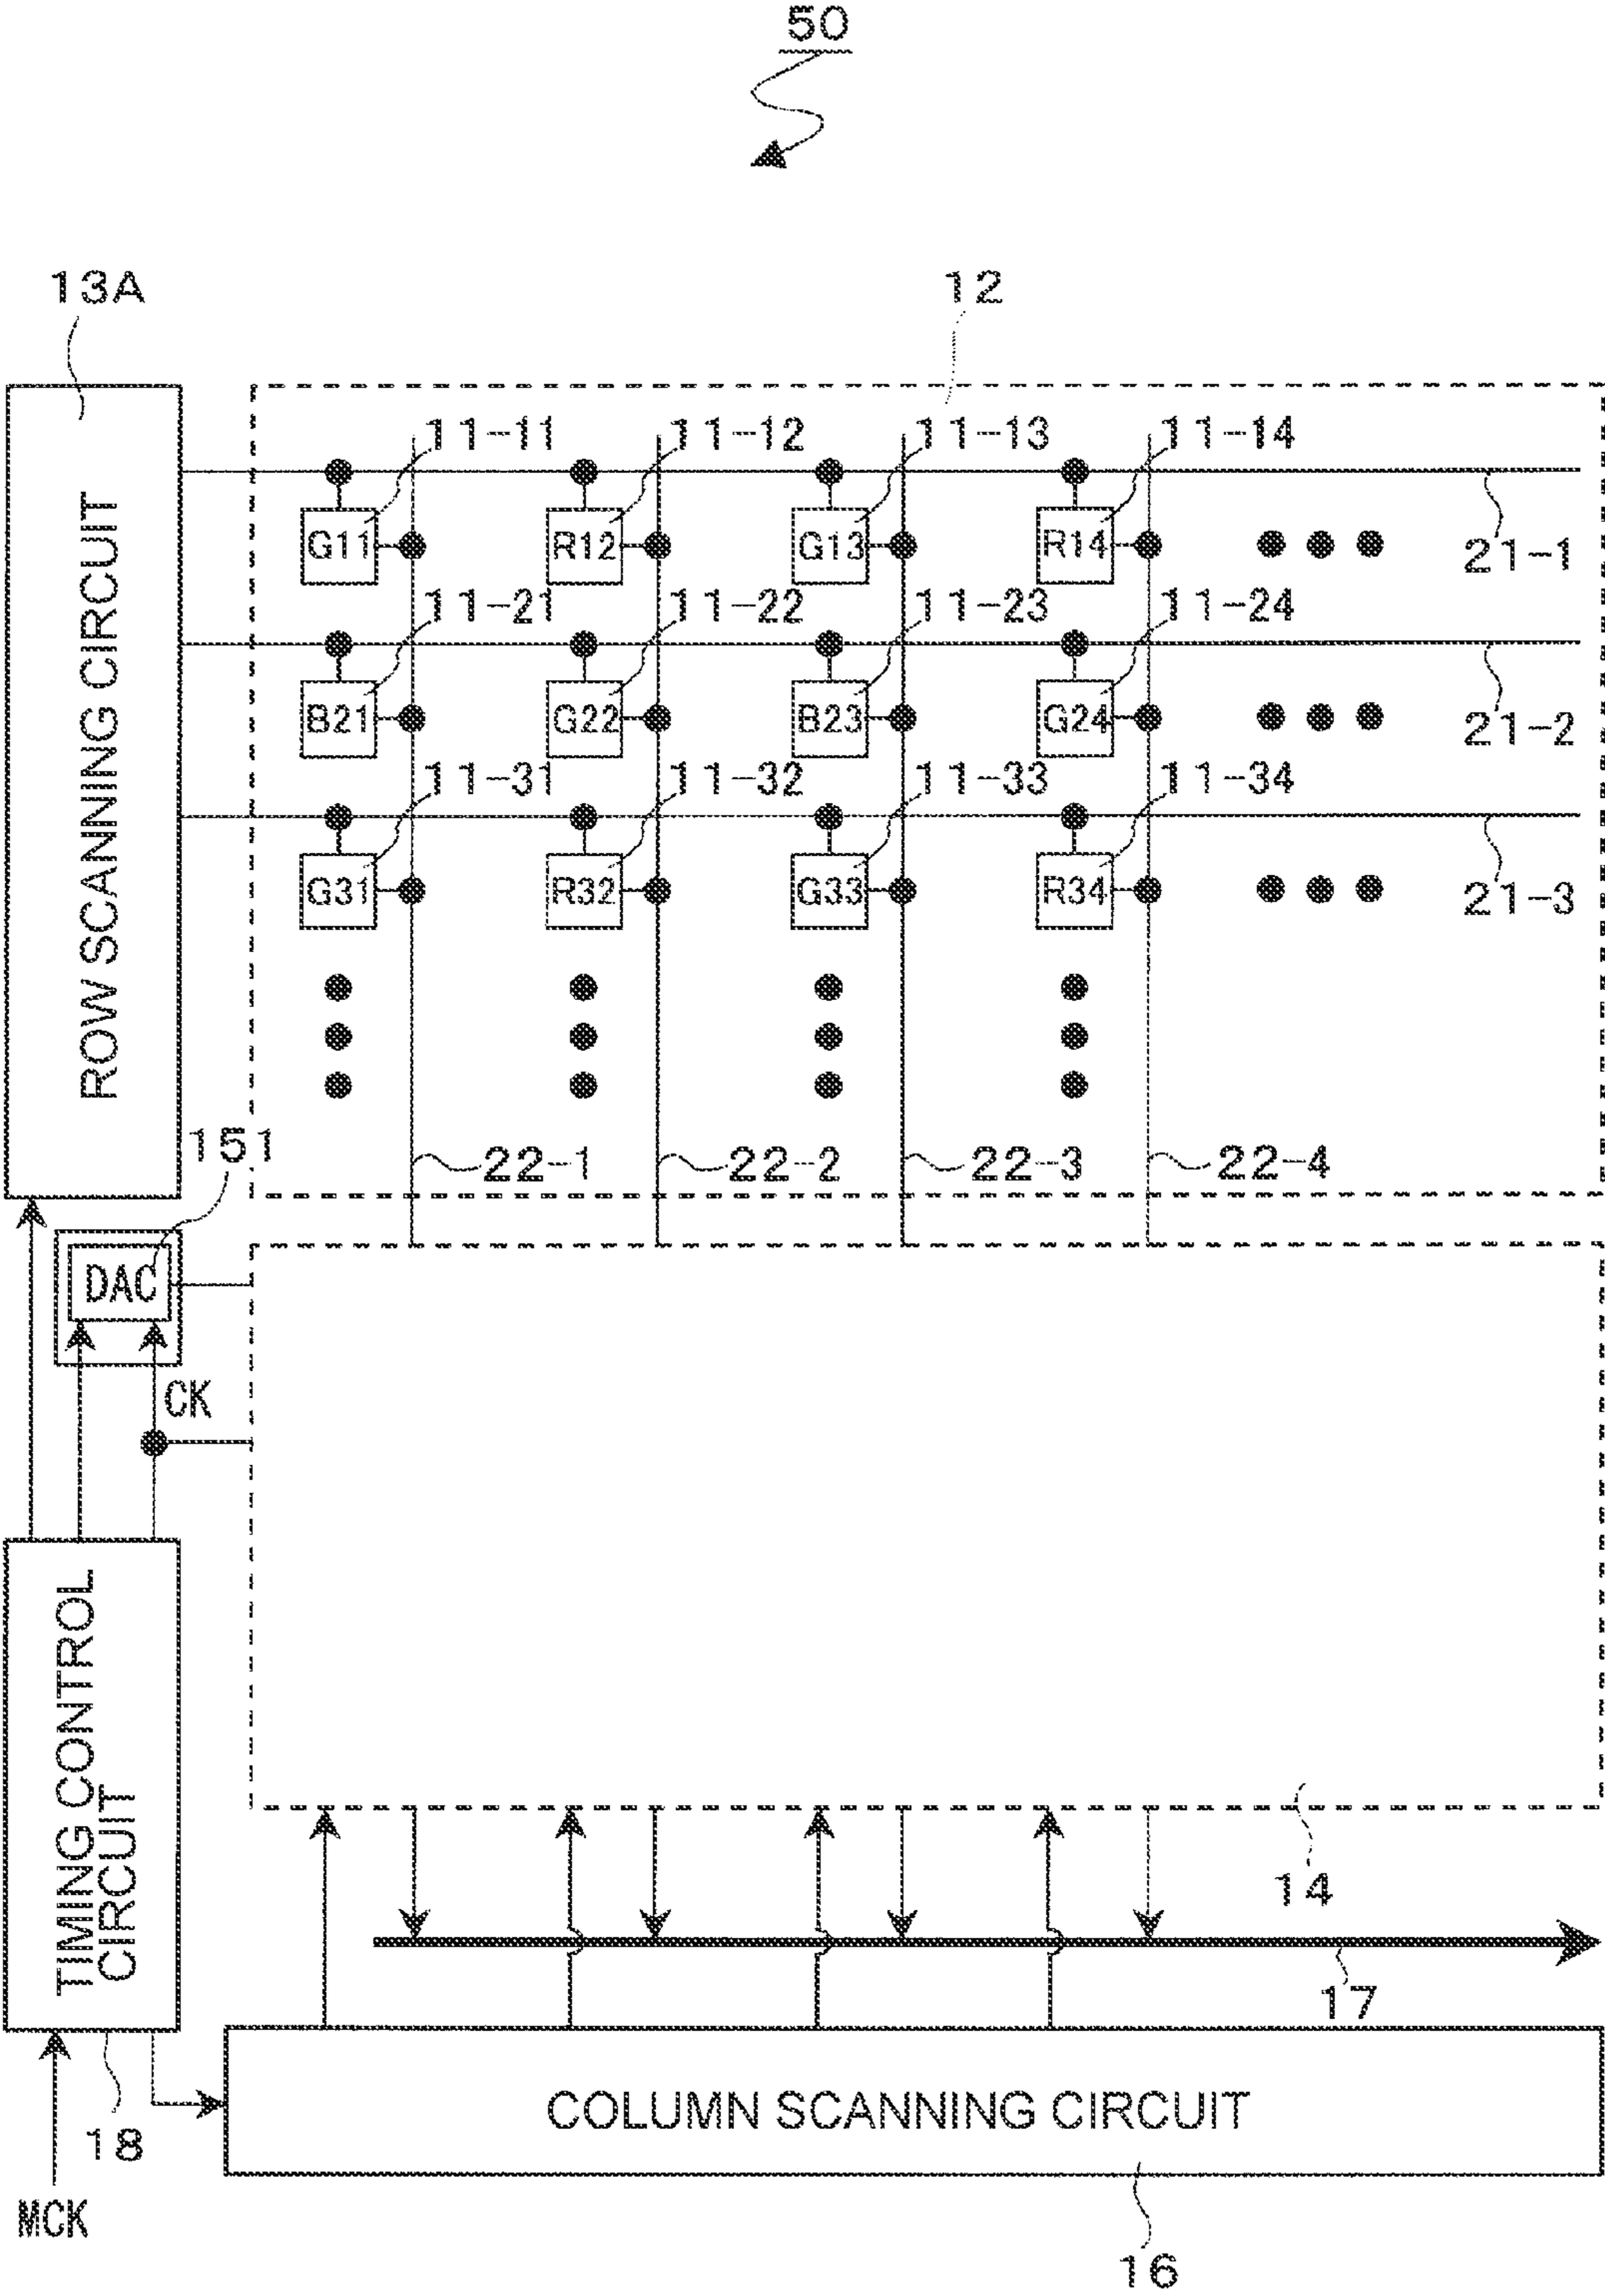 50
13A
12
ROW SCANNING CIRCUIT
11-11
11-12
11-13
11-14
G11
R12
G13
R14
21-1
11-21
11-22
11-23
11-24
B21
G22
B23
G24
21-2
11-31
11-32
11-33
11-34
G31
R32
G33
R34
21-3
151
22-1
22-2
22-3
22-4
DAC
CK
TIMING CONTROL
CIRCUIT
14
17
18
COLUMN SCANNING CIRCUIT
MCK
16